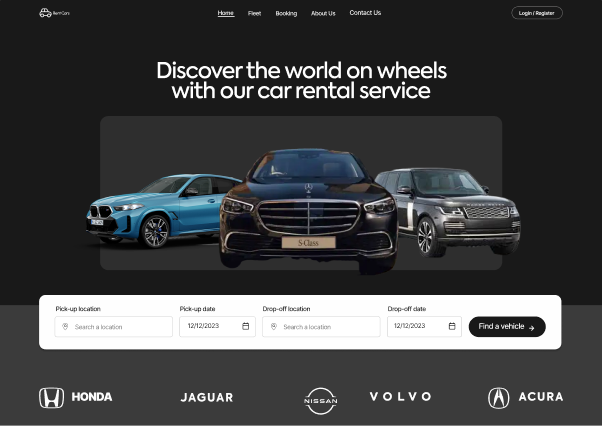 Rent Cars
Home Fleet Booking About Us Contact Us Login / Register
Discover the world on wheels
with our car rental service
S-Class
Pick-up location Pick-up date Drop-off location Drop-off date
Search a location 12/12/2023 Search a location 12/12/2023 Find a vehicle
HONDA JAGUAR NISSAN VOLVO ACURA